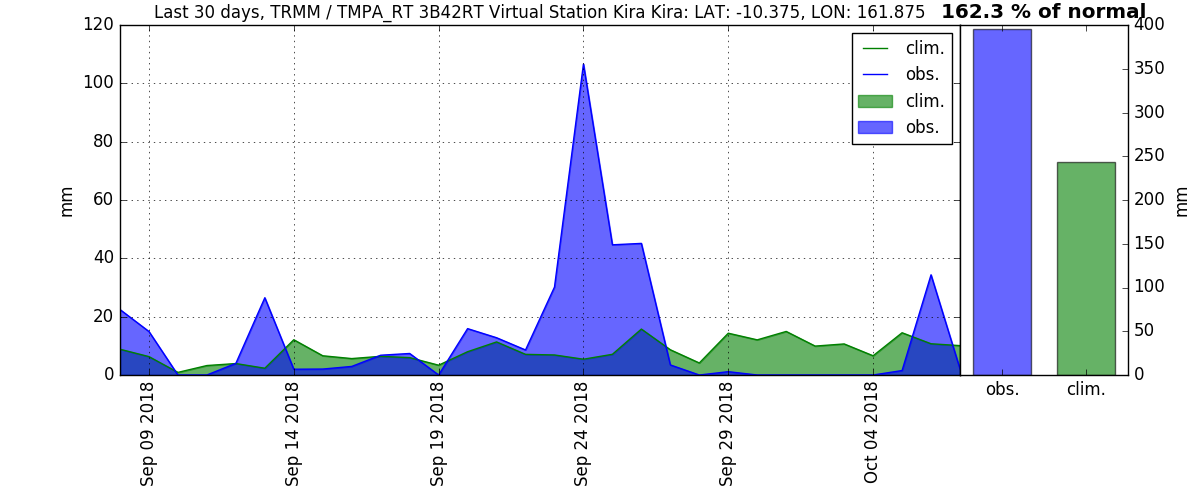 Last 30 days, TRMM / TMPA_RT 3B42RT Virtual Station Kira Kira: LAT: -10.375, LON: 161.875 162.3 % of normal
120
100
80
60
40
20
0
mm
clim.
obs.
clim.
obs.
Sep 09 2018
Sep 14 2018
Sep 19 2018
Sep 24 2018
Sep 29 2018
Oct 04 2018
400
350
300
250
200
150
100
50
0
mm
obs.
clim.